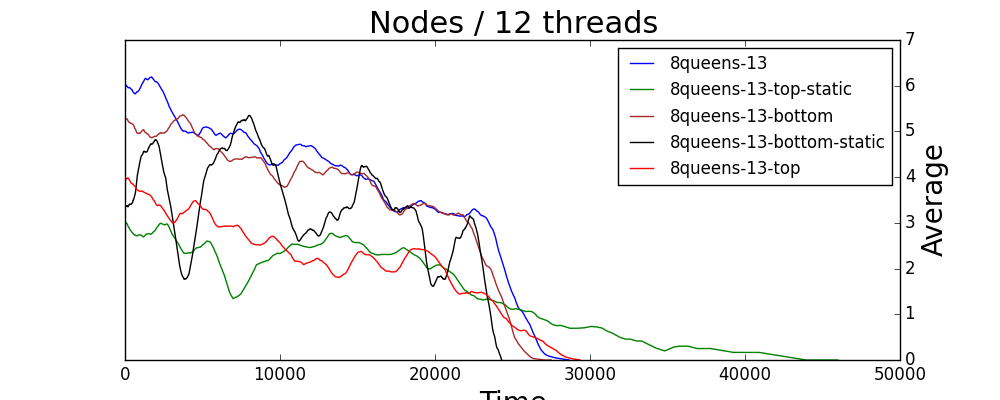 Nodes / 12 threads
8queens-13
8queens-13-top-static
8queens-13-bottom
8queens-13-bottom-static
8queens-13-top
7
6
5
4
3
2
1
0
Average
0 10000 20000 30000 40000 50000
Time